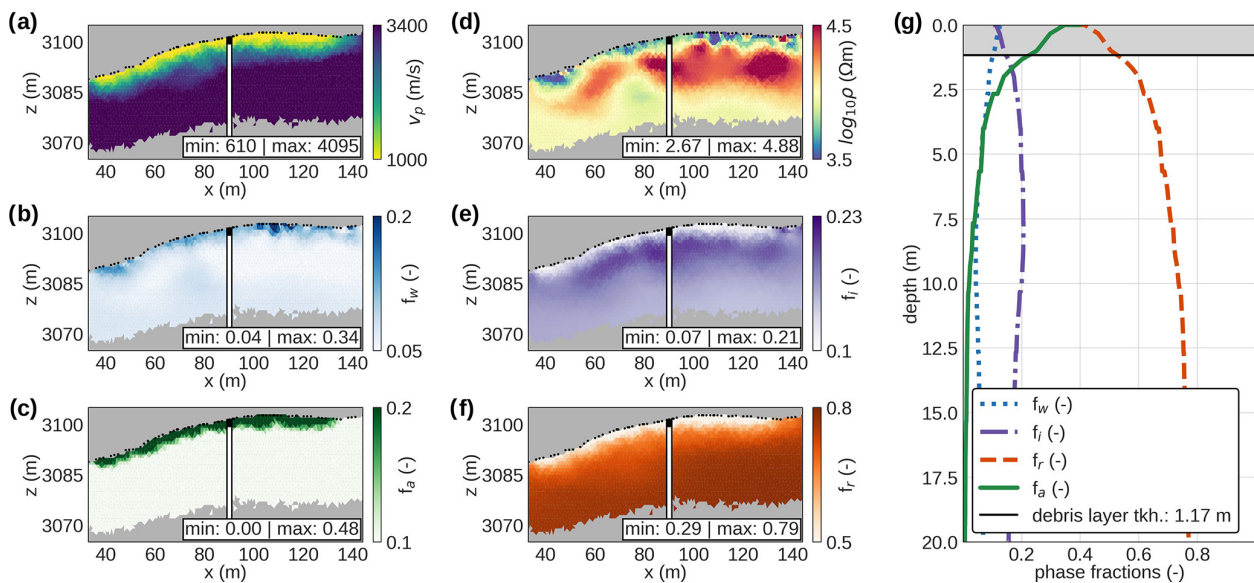 (a)
3100
3085
3070
z (m)
min: 610 | max: 4095
40 60 80 100 120 140
x (m)
3400
1000
vₚ (m/s)
(d)
min: 2.67 | max: 4.88
40 60 80 100 120 140
x (m)
4.5
3.5
log₁₀ρ (Ωm)
(b)
3100
3085
3070
z (m)
min: 0.04 | max: 0.34
40 60 80 100 120 140
x (m)
0.2
0.05
f_w (-)
(e)
3100
3085
3070
z (m)
min: 0.07 | max: 0.21
40 60 80 100 120 140
x (m)
0.23
0.1
f_i (-)
(c)
3100
3085
3070
z (m)
min: 0.00 | max: 0.48
40 60 80 100 120 140
x (m)
0.2
0.1
f_a (-)
(f)
3100
3085
3070
z (m)
min: 0.29 | max: 0.79
40 60 80 100 120 140
x (m)
0.8
0.5
f_r (-)
(g)
0.0
2.5
5.0
7.5
10.0
12.5
15.0
17.5
20.0
depth (m)
f_w (-)
f_i (-)
f_r (-)
f_a (-)
debris layer tkh.: 1.17 m
0.2 0.4 0.6 0.8
phase fractions (-)